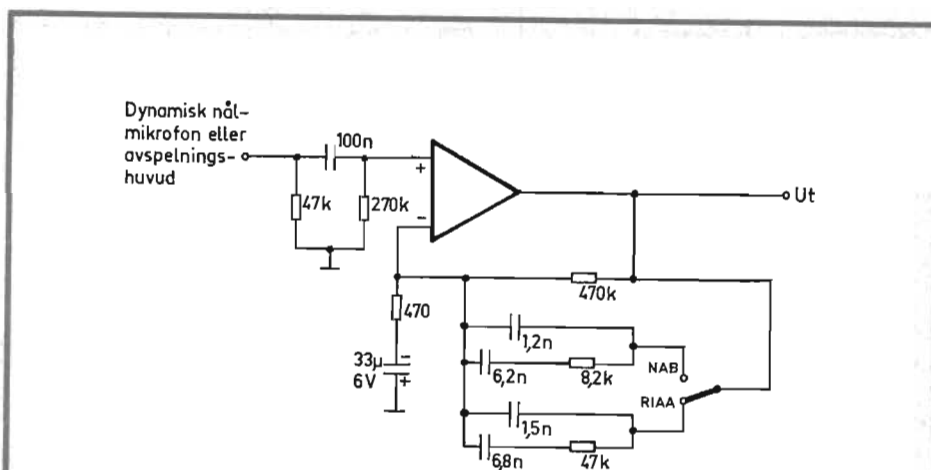 Dynamisk nål-
mikrofon eller
avspelnings-
huvud
100n
47k
270k
+
−
Ut
470k
470
33µ
6V
−
+
1,2n
6,2n
8,2k
NAB
RIAA
1,5n
6,8n
47k